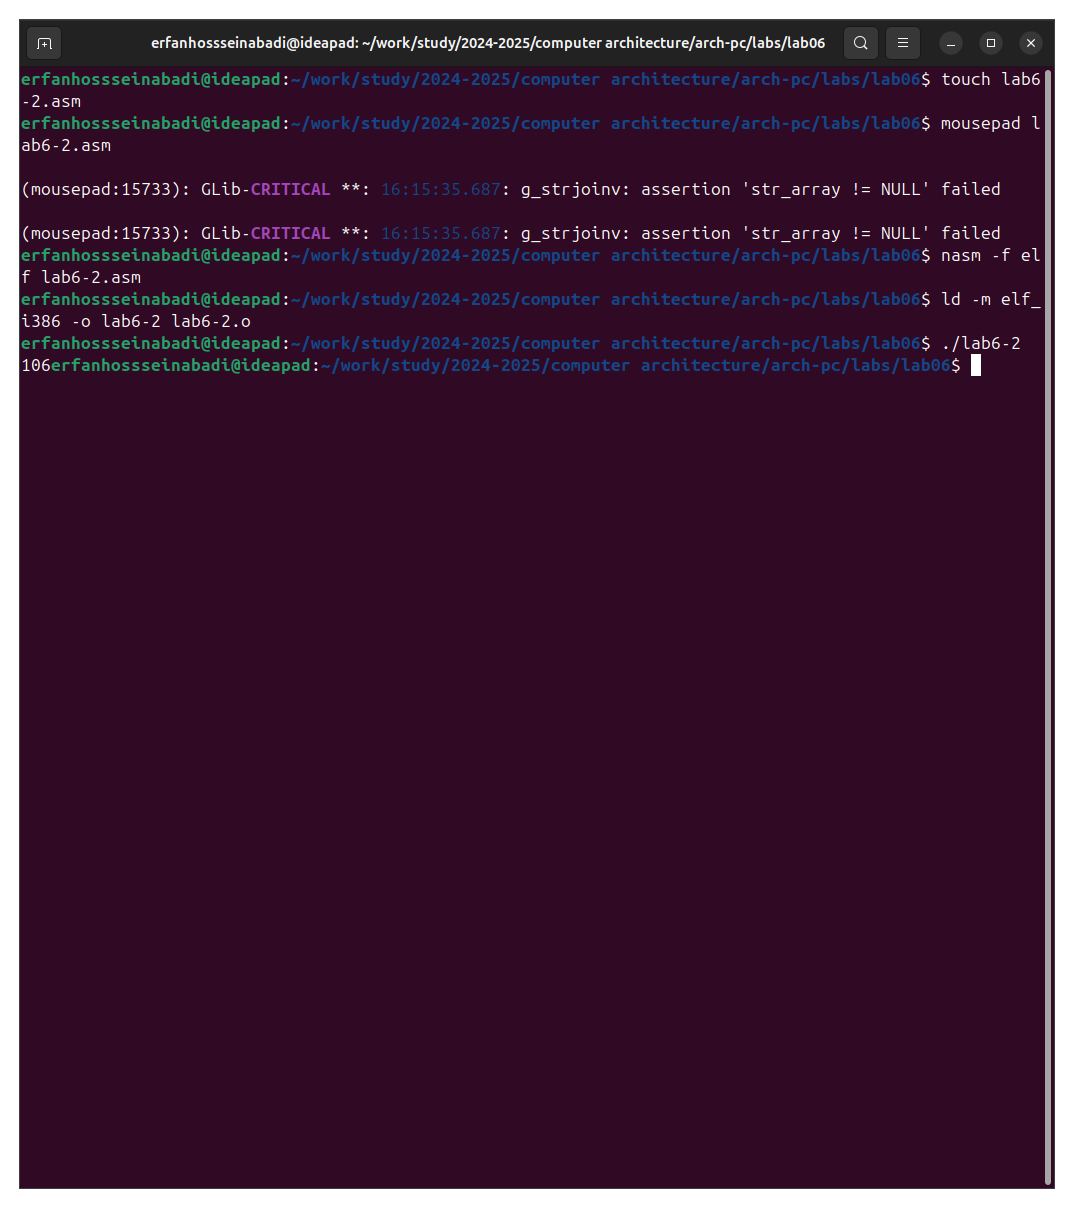 erfanhossseinabadi@ideapad: ~/work/study/2024-2025/computer architecture/arch-pc/labs/lab06
erfanhossseinabadi@ideapad:~/work/study/2024-2025/computer architecture/arch-pc/labs/lab06$ touch lab6
-2.asm
erfanhossseinabadi@ideapad:~/work/study/2024-2025/computer architecture/arch-pc/labs/lab06$ mousepad l
ab6-2.asm
(mousepad:15733): GLib-CRITICAL **: 16:15:35.687: g_strjoinv: assertion 'str_array != NULL' failed
(mousepad:15733): GLib-CRITICAL **: 16:15:35.687: g_strjoinv: assertion 'str_array != NULL' failed
erfanhossseinabadi@ideapad:~/work/study/2024-2025/computer architecture/arch-pc/labs/lab06$ nasm -f el
f lab6-2.asm
erfanhossseinabadi@ideapad:~/work/study/2024-2025/computer architecture/arch-pc/labs/lab06$ ld -m elf_
i386 -o lab6-2 lab6-2.o
erfanhossseinabadi@ideapad:~/work/study/2024-2025/computer architecture/arch-pc/labs/lab06$ ./lab6-2
106erfanhossseinabadi@ideapad:~/work/study/2024-2025/computer architecture/arch-pc/labs/lab06$